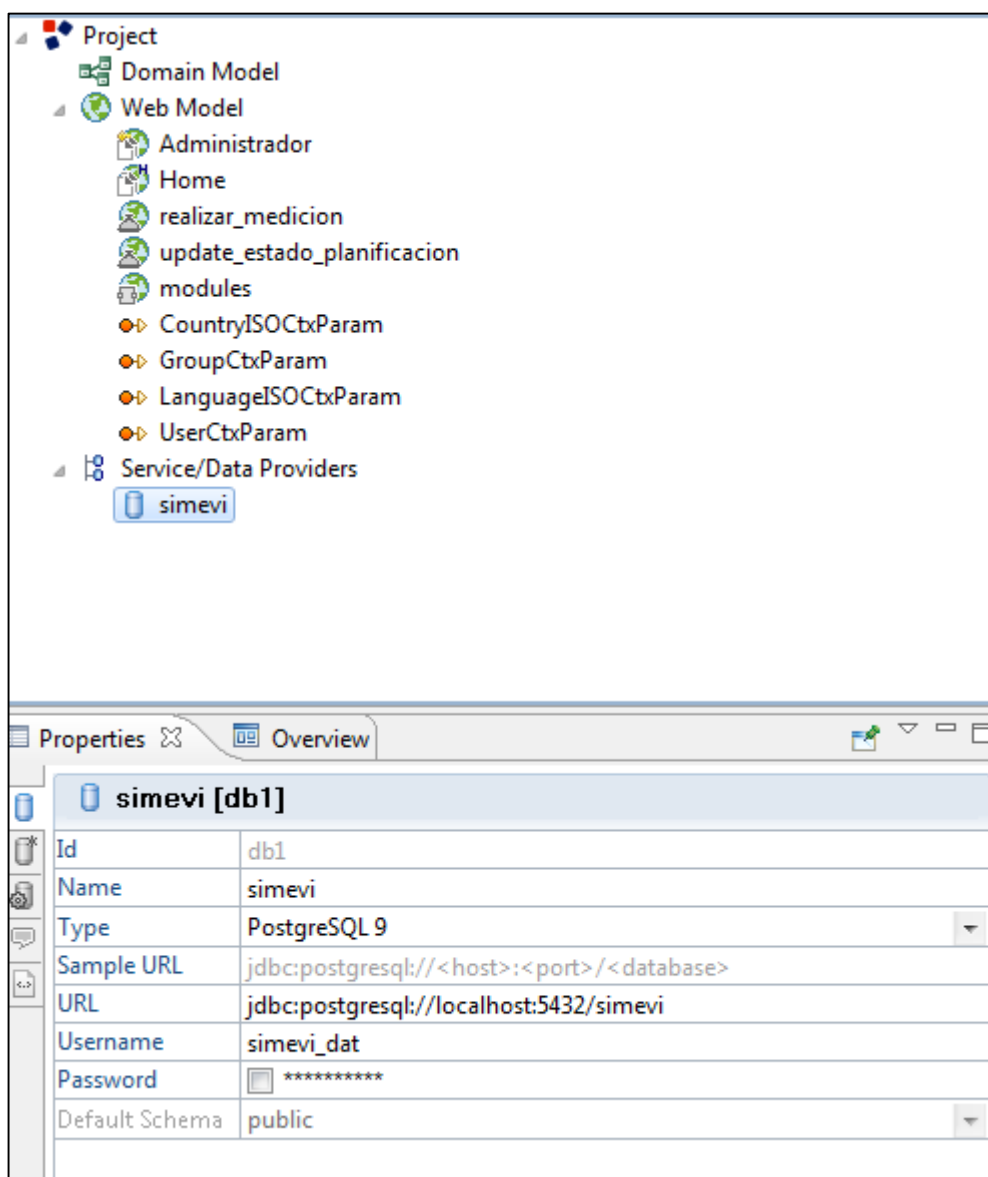 Project
Domain Model
Web Model
Administrador
Home
realizar_medicion
update_estado_planificacion
modules
CountryISOCtxParam
GroupCtxParam
LanguageISOCtxParam
UserCtxParam
Service/Data Providers
simevi
Properties Overview
simevi [db1]
Id db1
Name simevi
Type PostgreSQL 9
Sample URL jdbc:postgresql://<host>:<port>/<database>
URL jdbc:postgresql://localhost:5432/simevi
Username simevi_dat
Password **********
Default Schema public